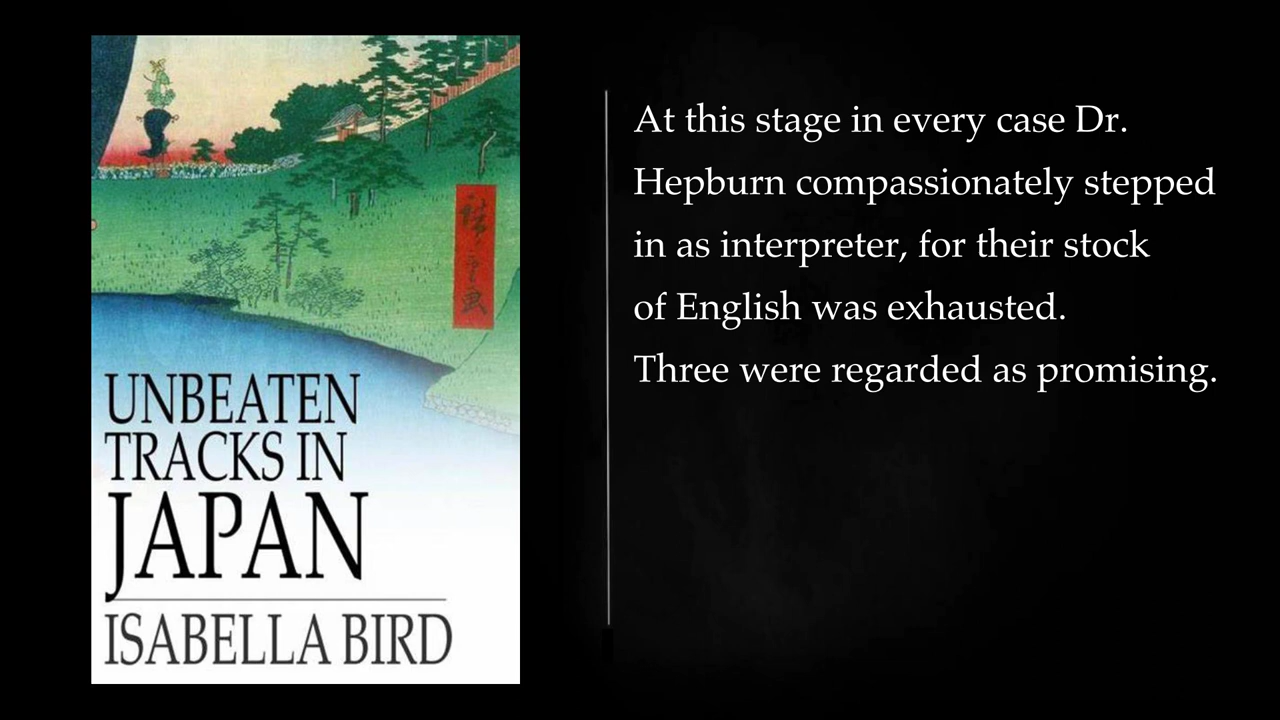 UNBEATEN
TRACKS IN
JAPAN
ISABELLA BIRD
At this stage in every case Dr.
Hepburn compassionately stepped
in as interpreter, for their stock
of English was exhausted.
Three were regarded as promising.